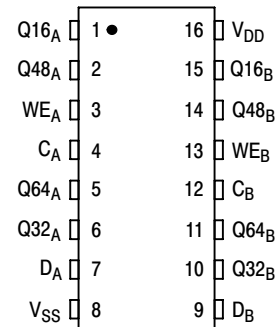 Q16A 1 16 VDD
Q48A 2 15 Q16B
WEA 3 14 Q48B
CA 4 13 WEB
Q64A 5 12 CB
Q32A 6 11 Q64B
DA 7 10 Q32B
VSS 8 9 DB